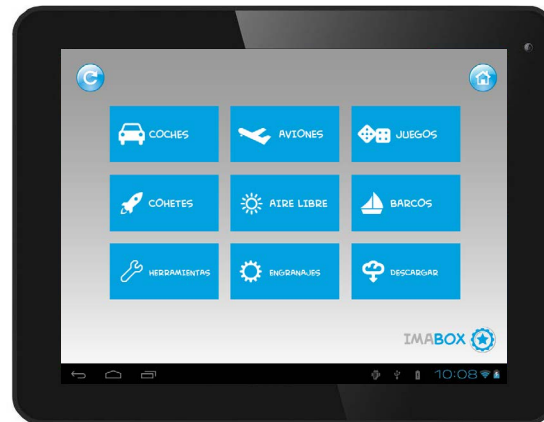 COCHES
AVIONES
JUEGOS
COHETES
AIRE LIBRE
BARCOS
HERRAMIENTAS
ENGRANAJES
DESCARGAR
IMABOX
10:08